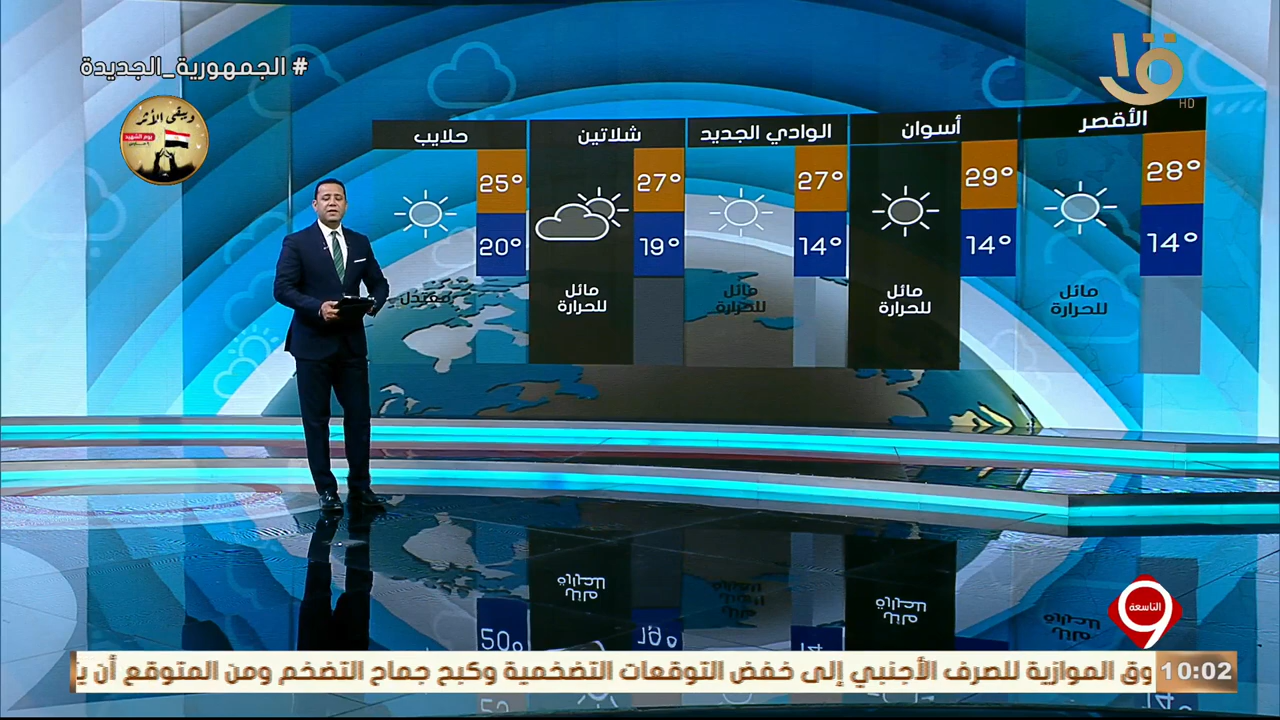 # الجمهورية_الجديدة
HD
ويبقى الأثر
يوم الشهيد
الأقصر
28°
14°
مائل
للحرارة
أسوان
29°
14°
مائل
للحرارة
الوادي الجديد
27°
14°
مائل
للحرارة
شلاتين
27°
19°
مائل
للحرارة
حلايب
25°
20°
معتدل
التاسعة
10:02
وق الموازية للصرف الأجنبي إلى خفض التوقعات التضخمية وكبح جماح التضخم ومن المتوقع أن